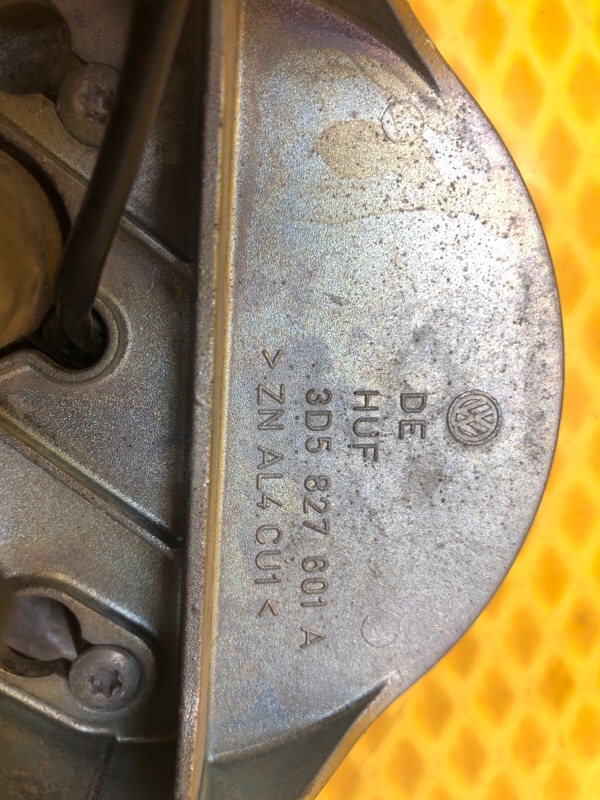 DE
HUF
3D5 827 601 A
>ZN AL4 CU1<